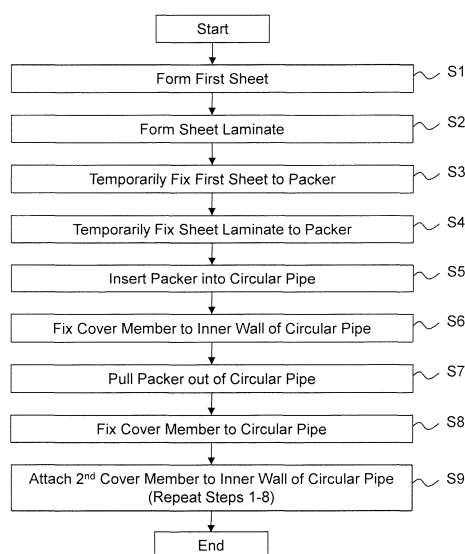 Start
Form First Sheet S1
Form Sheet Laminate S2
Temporarily Fix First Sheet to Packer S3
Temporarily Fix Sheet Laminate to Packer S4
Insert Packer into Circular Pipe S5
Fix Cover Member to Inner Wall of Circular Pipe S6
Pull Packer out of Circular Pipe S7
Fix Cover Member to Circular Pipe S8
Attach 2nd Cover Member to Inner Wall of Circular Pipe S9
(Repeat Steps 1-8)
End